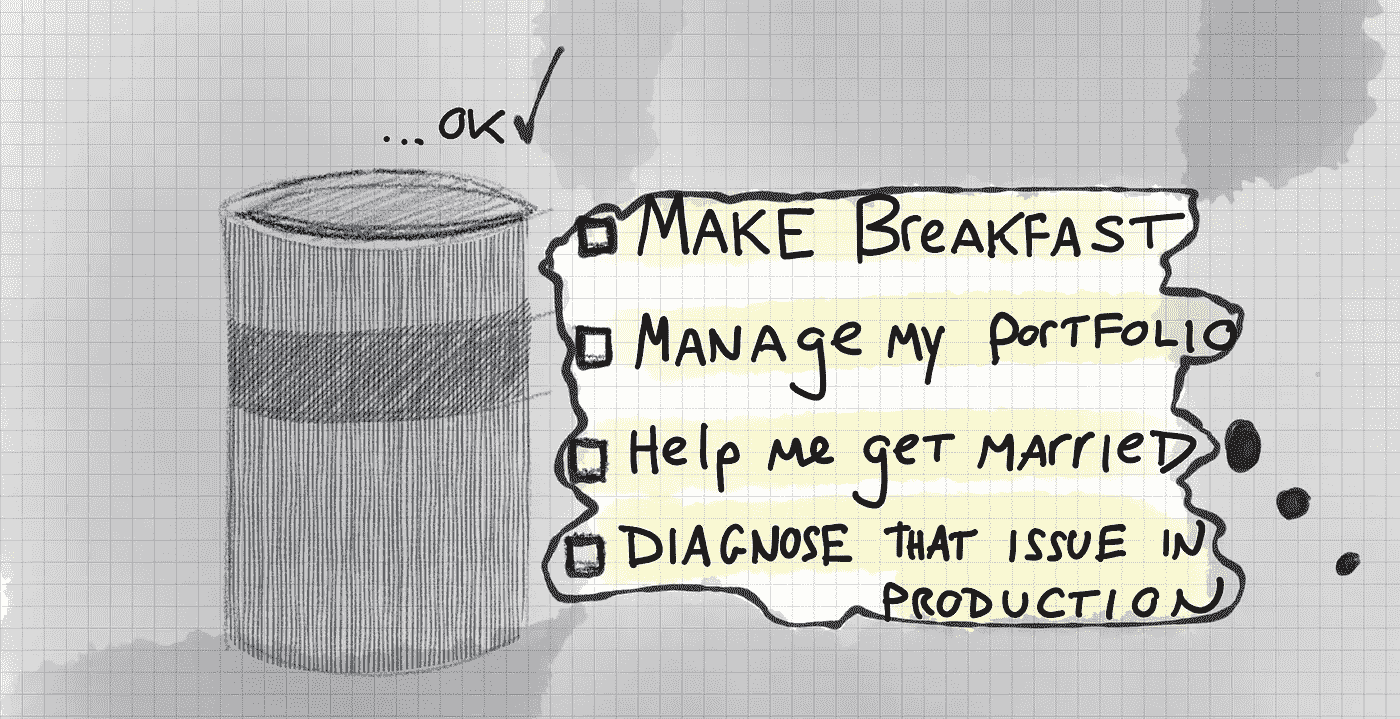 ...OK✓
MAKE BreAKFAST
MANAge My PorTFOLIO
Help Me geT MArrieD
DIAGNOSE THAT ISSUE IN
PRODUCTION